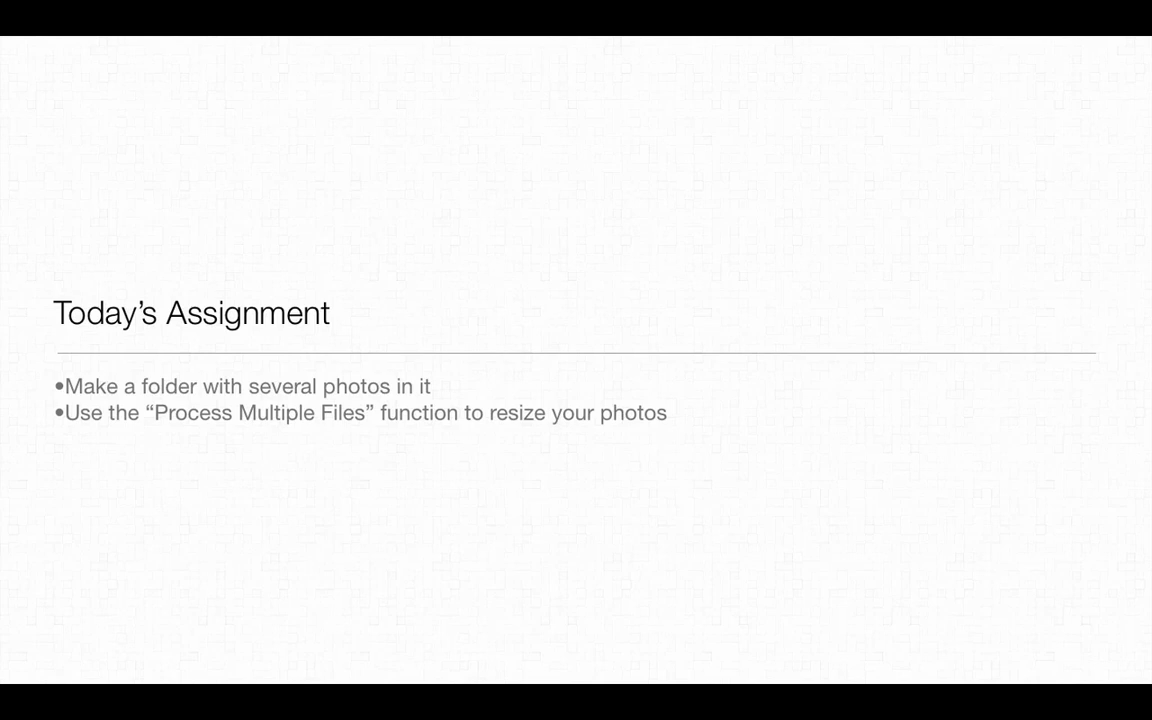 Today’s Assignment
•Make a folder with several photos in it
•Use the “Process Multiple Files” function to resize your photos